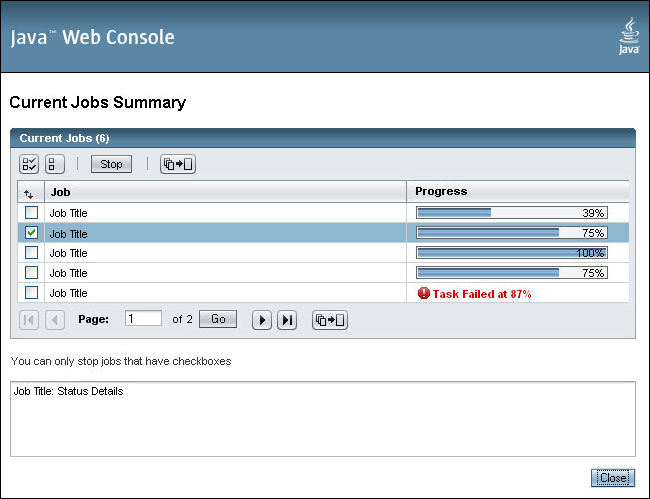 Java™ Web Console
Java
Current Jobs Summary
Current Jobs (6)
Stop
Job Progress
Job Title 39%
Job Title 75%
Job Title 100%
Job Title 75%
Job Title Task Failed at 87%
Page: 1 of 2 Go
You can only stop jobs that have checkboxes
Job Title: Status Details
Close